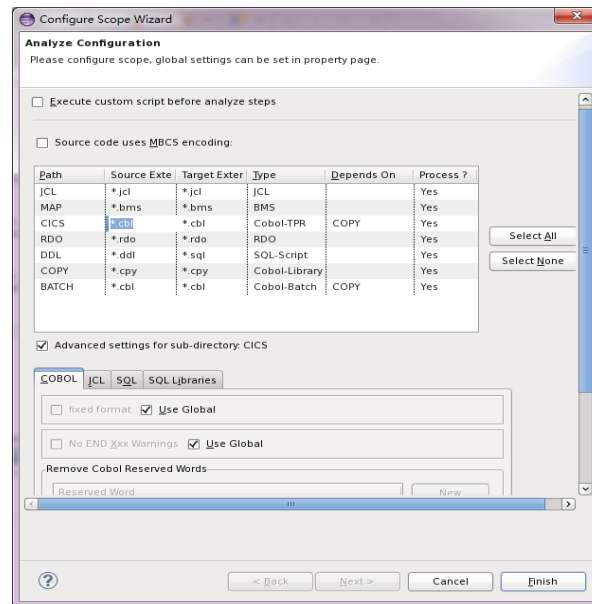 Configure Scope Wizard
Analyze Configuration
Please configure scope, global settings can be set in property page.
Execute custom script before analyze steps
Source code uses MBCS encoding:
Path Source Exte Target Exter Type Depends On Process ?
JCL *.jcl *.jcl JCL Yes
MAP *.bms *.bms BMS Yes
CICS *.cbl *.cbl Cobol-TPR COPY Yes
RDO *.rdo *.rdo RDO Yes
DDL *.ddl *.sql SQL-Script Yes
COPY *.cpy *.cpy Cobol-Library Yes
BATCH *.cbl *.cbl Cobol-Batch COPY Yes
Select All
Select None
Advanced settings for sub-directory: CICS
COBOL JCL SQL SQL Libraries
fixed format Use Global
No END Xxx Warnings Use Global
Remove Cobol Reserved Words
Reserved Word New
? < Back Next > Cancel Finish